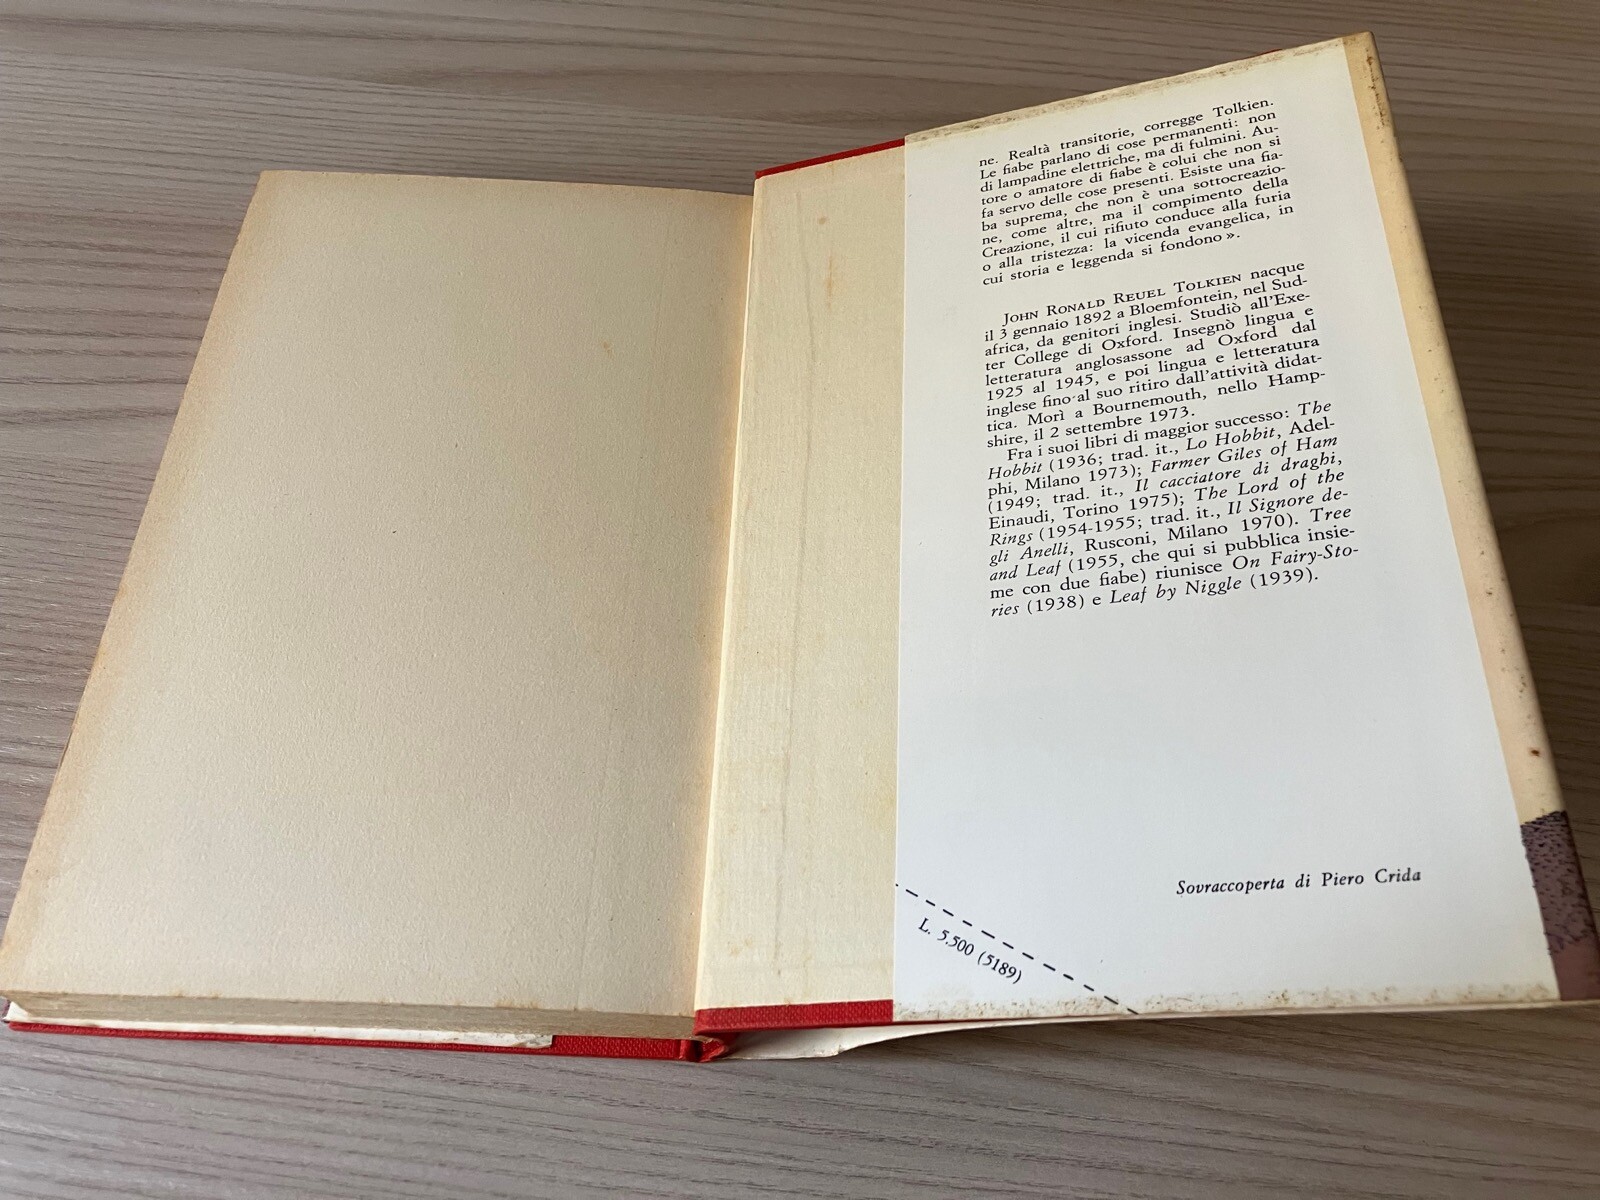 ne. Realtà transitorie, corregge Tolkien.
Le fiabe parlano di cose permanenti: non
di lampadine elettriche, ma di fulmini. Au-
tore o amatore di fiabe è colui che non si
fa servo delle cose presenti. Esiste una fia-
ba suprema, che non è una sottocreazio-
ne, come altre, ma il compimento della
Creazione, il cui rifiuto conduce alla furia
o alla tristezza: la vicenda evangelica, in
cui storia e leggenda si fondono».
JOHN RONALD REUEL TOLKIEN nacque
il 3 gennaio 1892 a Bloemfontein, nel Sud-
africa, da genitori inglesi. Studiò all'Exe-
ter College di Oxford. Insegnò lingua e
letteratura anglosassone ad Oxford dal
1925 al 1945, e poi lingua e letteratura
inglese fino al suo ritiro dall'attività didat-
tica. Morì a Bournemouth, nello Hamp-
shire, il 2 settembre 1973.
Fra i suoi libri di maggior successo: The
Hobbit (1936; trad. it., Lo Hobbit, Adel-
phi, Milano 1973); Farmer Giles of Ham
(1949; trad. it., Il cacciatore di draghi,
Einaudi, Torino 1975); The Lord of the
Rings (1954-1955; trad. it., Il Signore de-
gli Anelli, Rusconi, Milano 1970). Tree
and Leaf (1955, che qui si pubblica insie-
me con due fiabe) riunisce On Fairy-Sto-
ries (1938) e Leaf by Niggle (1939).
Sovraccoperta di Piero Crida
L. 5.500 (5189)